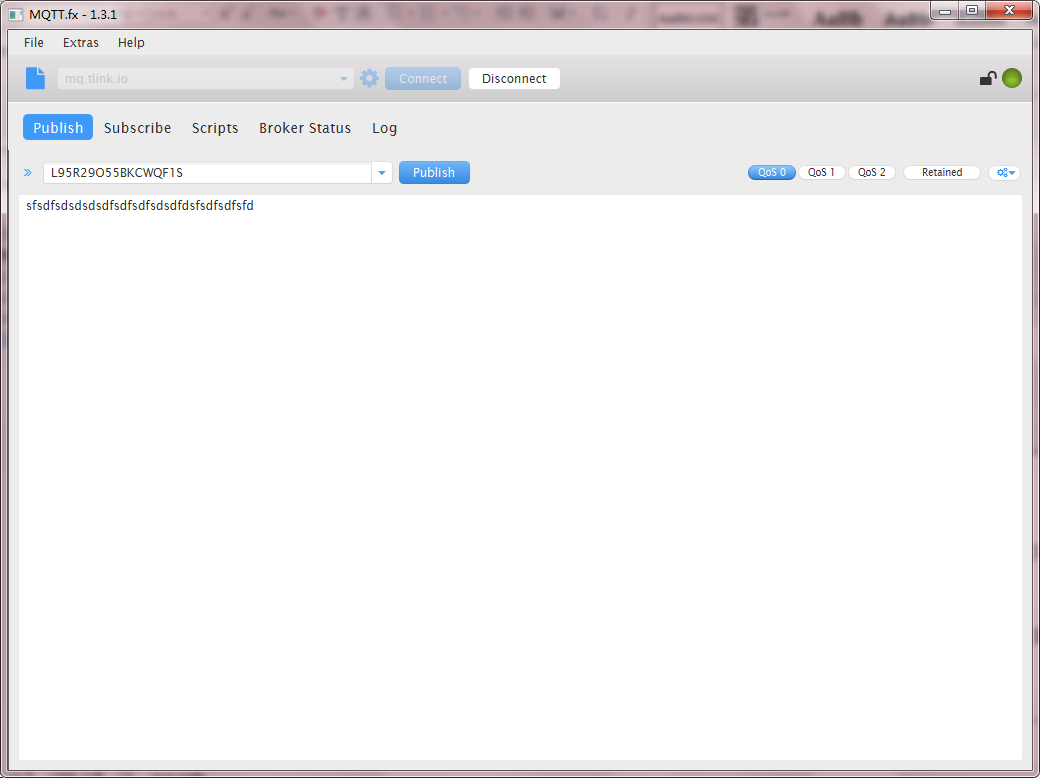 MQTT.fx - 1.3.1
File Extras Help
mq.tlink.io Connect Disconnect
Publish Subscribe Scripts Broker Status Log
L95R29O55BKCWQF1S Publish QoS 0 QoS 1 QoS 2 Retained
sfsdfsdsdsdsdfsdfsdfsdsdfdsfsdfsdfsfd